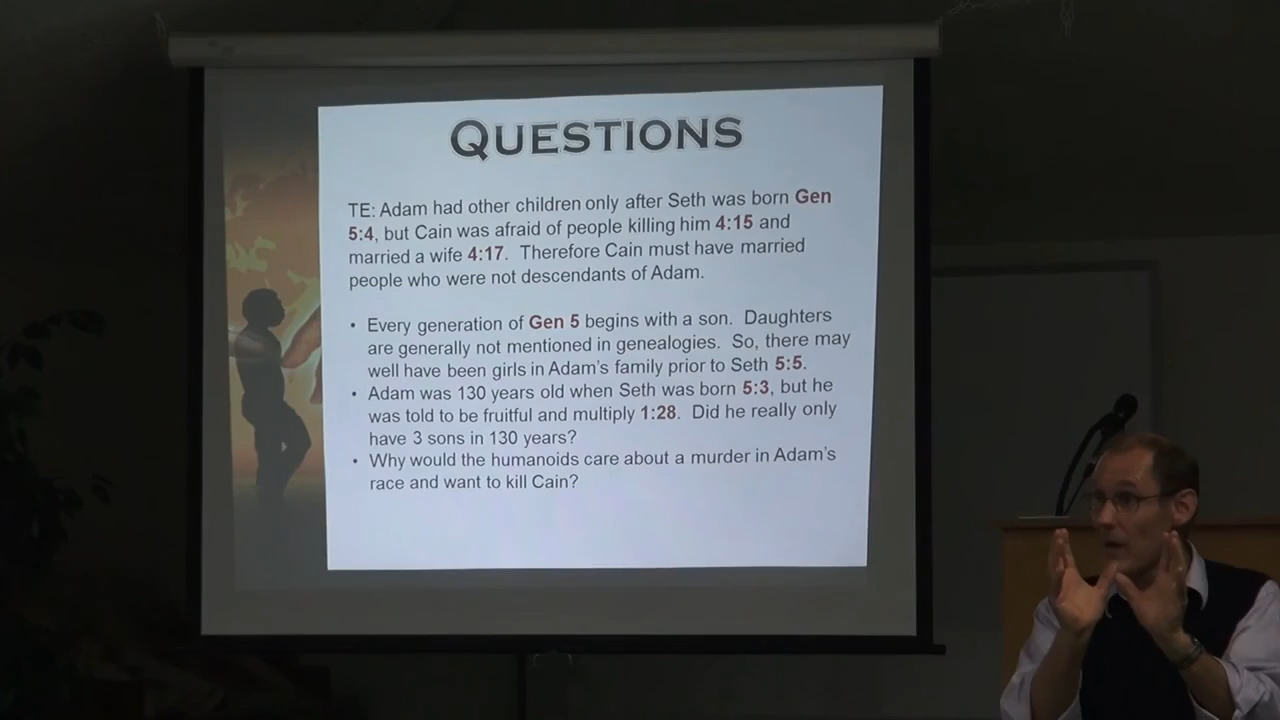 QUESTIONS
TE: Adam had other children only after Seth was born Gen
5:4, but Cain was afraid of people killing him 4:15 and
married a wife 4:17. Therefore Cain must have married
people who were not descendants of Adam.
• Every generation of Gen 5 begins with a son. Daughters
are generally not mentioned in genealogies. So, there may
well have been girls in Adam's family prior to Seth 5:5.
• Adam was 130 years old when Seth was born 5:3, but he
was told to be fruitful and multiply 1:28. Did he really only
have 3 sons in 130 years?
• Why would the humanoids care about a murder in Adam's
race and want to kill Cain?